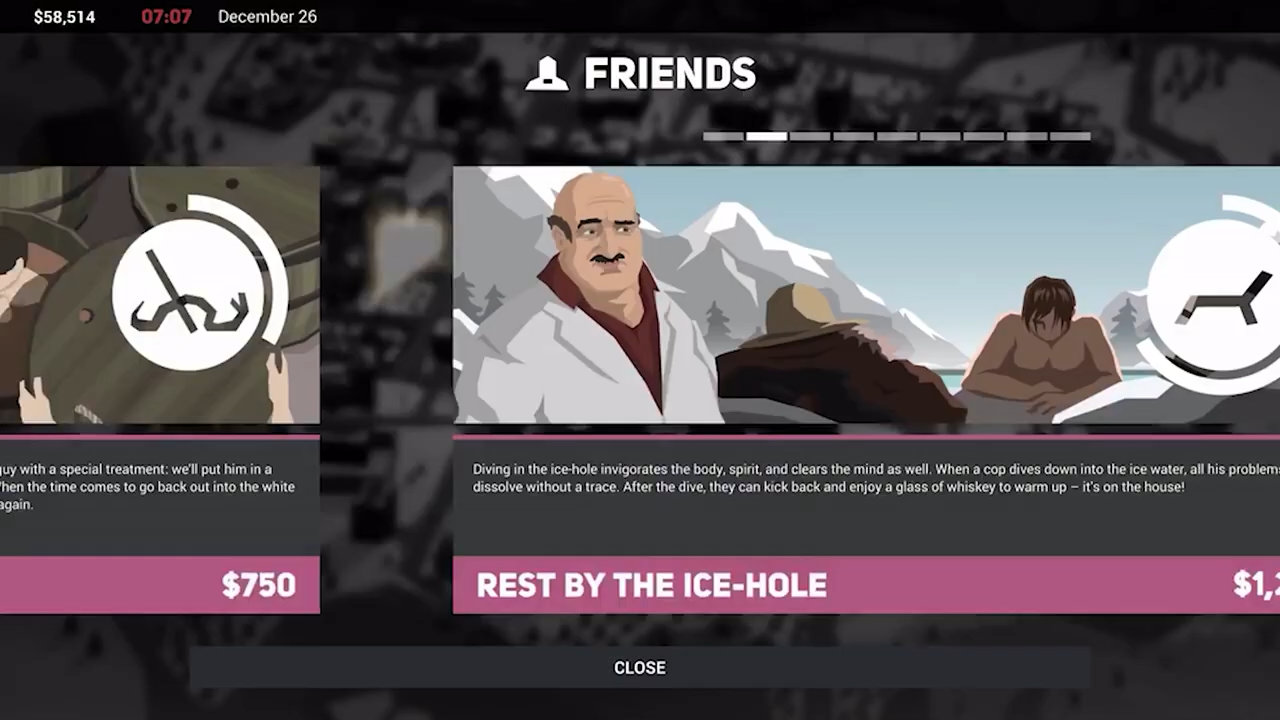 $58,514 07:07 December 26
FRIENDS
guy with a special treatment: we'll put him in a
When the time comes to go back out into the white
again.
$750
Diving in the ice-hole invigorates the body, spirit, and clears the mind as well. When a cop dives down into the ice water, all his problems
dissolve without a trace. After the dive, they can kick back and enjoy a glass of whiskey to warm up – it's on the house!
REST BY THE ICE-HOLE
$1,2
CLOSE